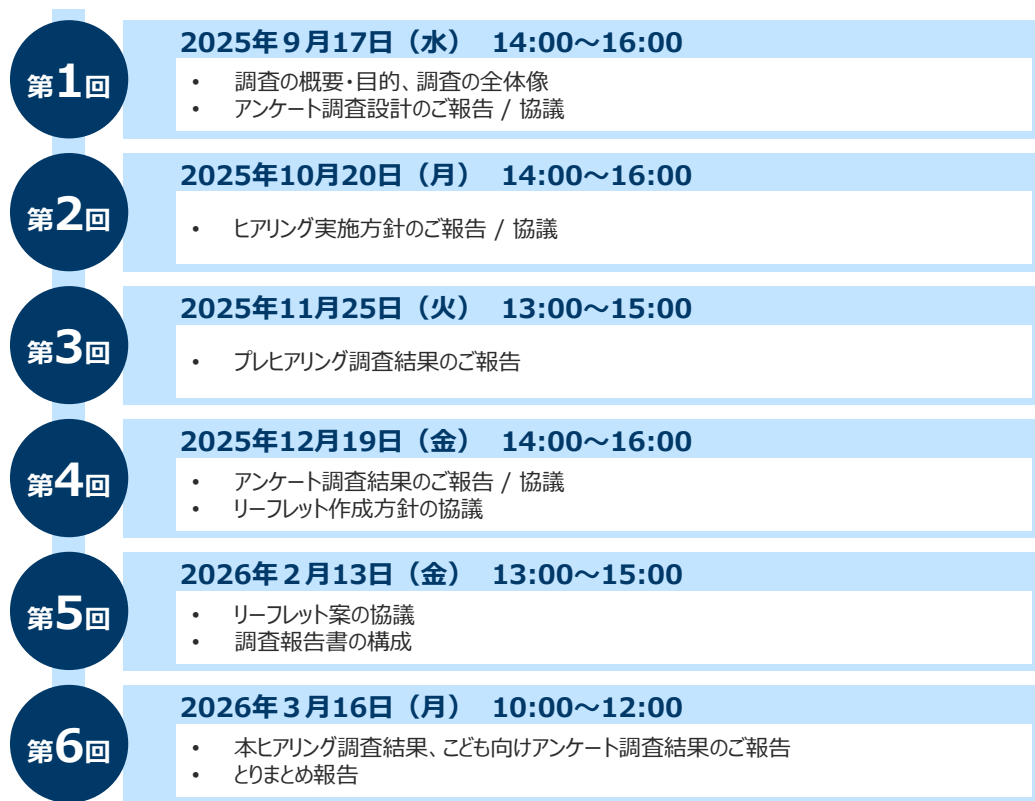 第1回
2025年９月17日（水） 14:00～16:00
• 調査の概要・目的、調査の全体像
• アンケート調査設計のご報告 / 協議
第2回
2025年10月20日（月） 14:00～16:00
• ヒアリング実施方針のご報告 / 協議
第3回
2025年11月25日（火） 13:00～15:00
• プレヒアリング調査結果のご報告
第4回
2025年12月19日（金） 14:00～16:00
• アンケート調査結果のご報告 / 協議
• リーフレット作成方針の協議
第5回
2026年２月13日（金） 13:00～15:00
• リーフレット案の協議
• 調査報告書の構成
第6回
2026年３月16日（月） 10:00～12:00
• 本ヒアリング調査結果、こども向けアンケート調査結果のご報告
• とりまとめ報告